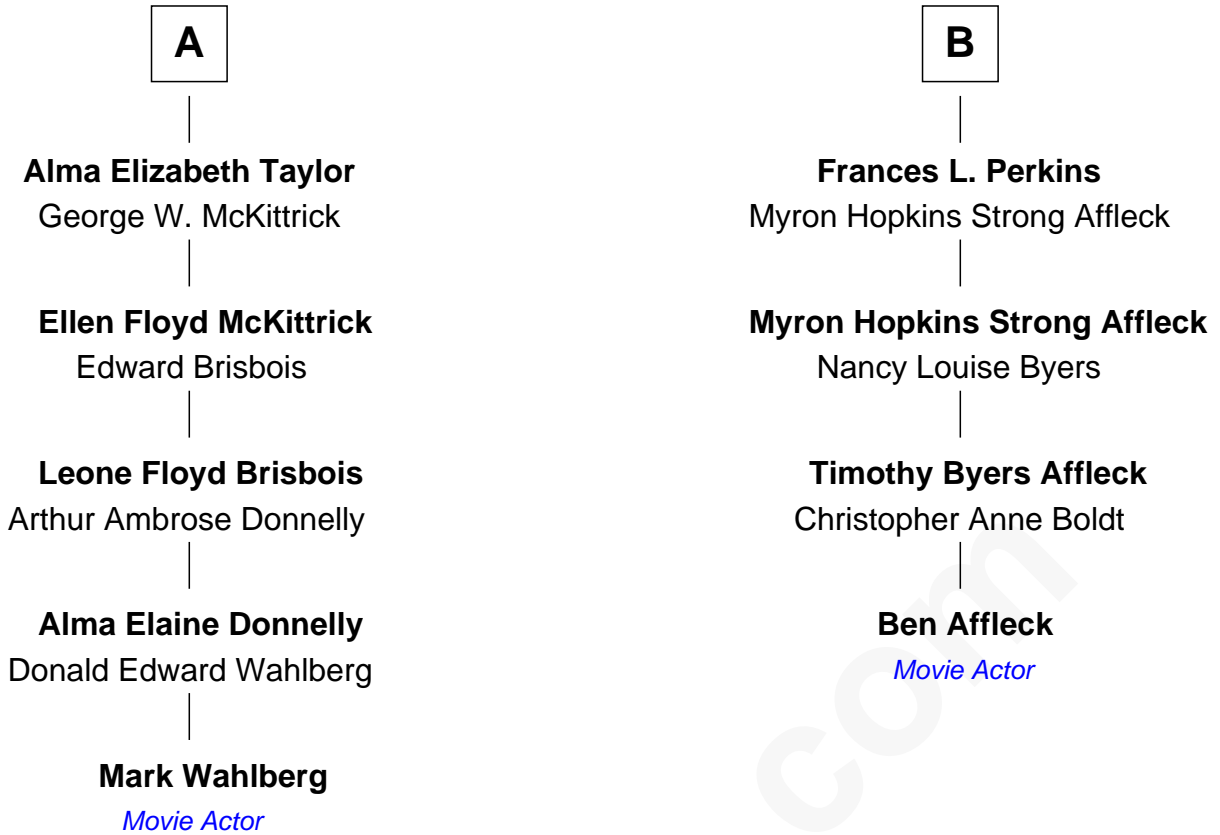 A
Alma Elizabeth Taylor
George W. McKittrick
Ellen Floyd McKittrick
Edward Brisbois
Leone Floyd Brisbois
Arthur Ambrose Donnelly
Alma Elaine Donnelly
Donald Edward Wahlberg
Mark Wahlberg
Movie Actor
B
Frances L. Perkins
Myron Hopkins Strong Affleck
Myron Hopkins Strong Affleck
Nancy Louise Byers
Timothy Byers Affleck
Christopher Anne Boldt
Ben Affleck
Movie Actor
com